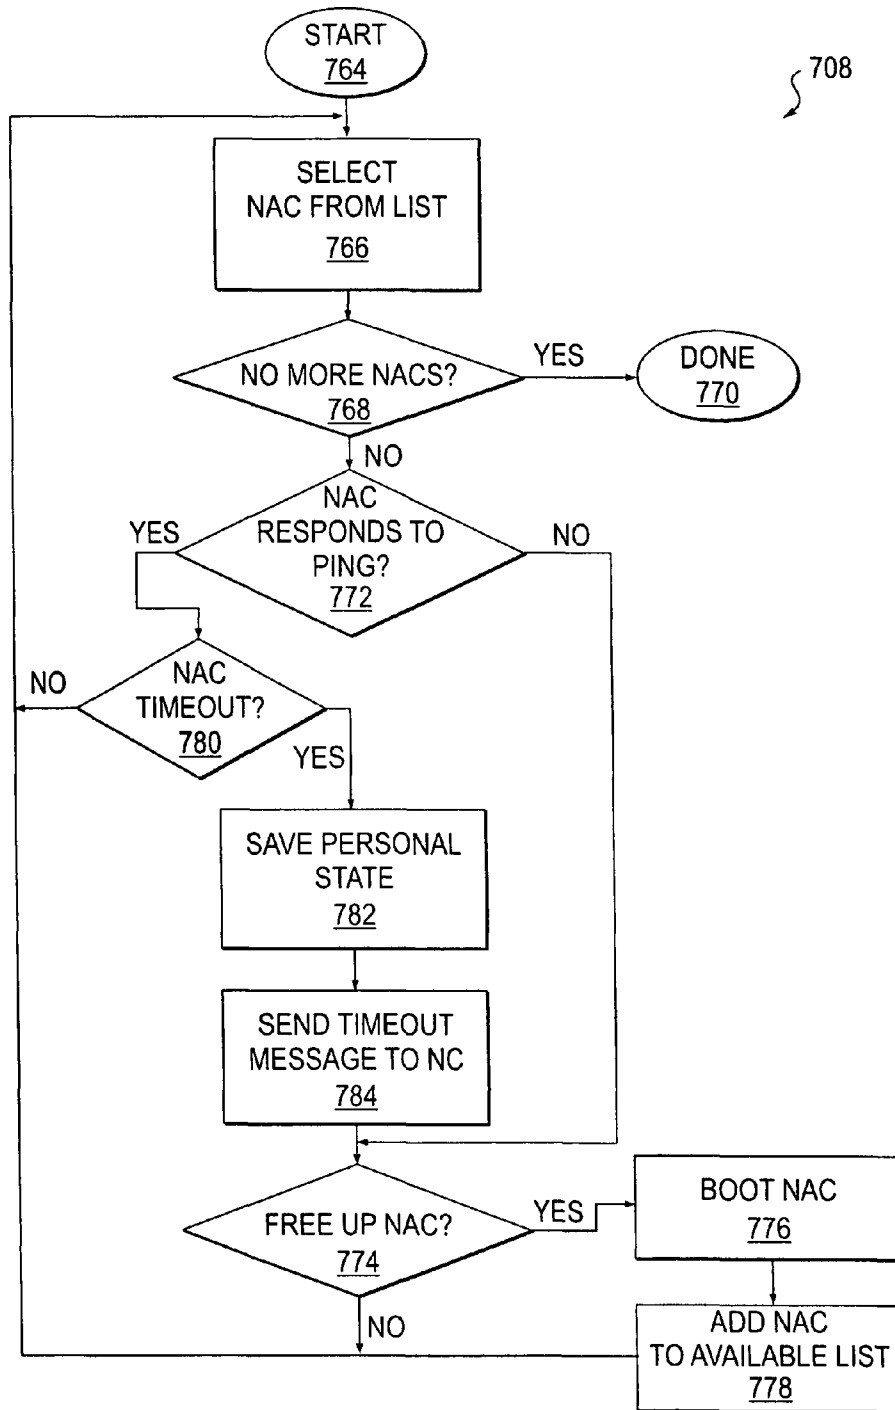 START
764
708
SELECT
NAC FROM LIST
766
NO MORE NACS?
768
YES
DONE
770
NO
NAC
RESPONDS TO
PING?
772
YES
NO
NAC
TIMEOUT?
780
NO
YES
SAVE PERSONAL
STATE
782
SEND TIMEOUT
MESSAGE TO NC
784
FREE UP NAC?
774
YES
BOOT NAC
776
NO
ADD NAC
TO AVAILABLE LIST
778